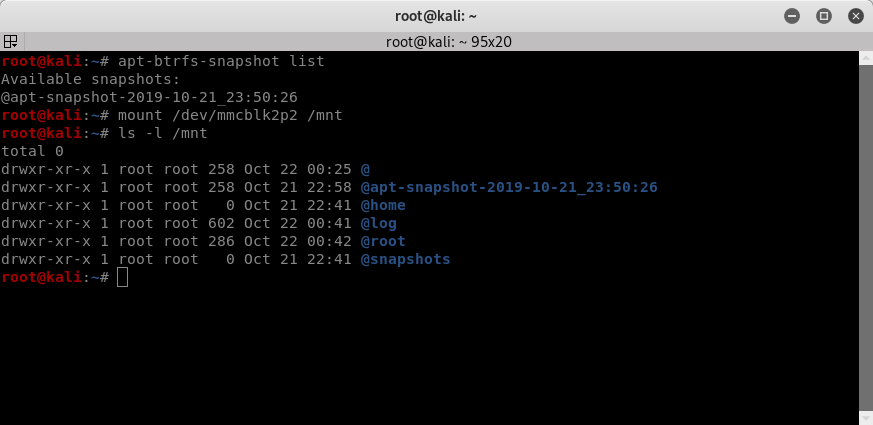 root@kali: ~
root@kali: ~ 95x20
root@kali:~# apt-btrfs-snapshot list
Available snapshots:
@apt-snapshot-2019-10-21_23:50:26
root@kali:~# mount /dev/mmcblk2p2 /mnt
root@kali:~# ls -l /mnt
total 0
drwxr-xr-x 1 root root 258 Oct 22 00:25 @
drwxr-xr-x 1 root root 258 Oct 21 22:58 @apt-snapshot-2019-10-21_23:50:26
drwxr-xr-x 1 root root   0 Oct 21 22:41 @home
drwxr-xr-x 1 root root 602 Oct 22 00:41 @log
drwxr-xr-x 1 root root 286 Oct 22 00:42 @root
drwxr-xr-x 1 root root   0 Oct 21 22:41 @snapshots
root@kali:~#